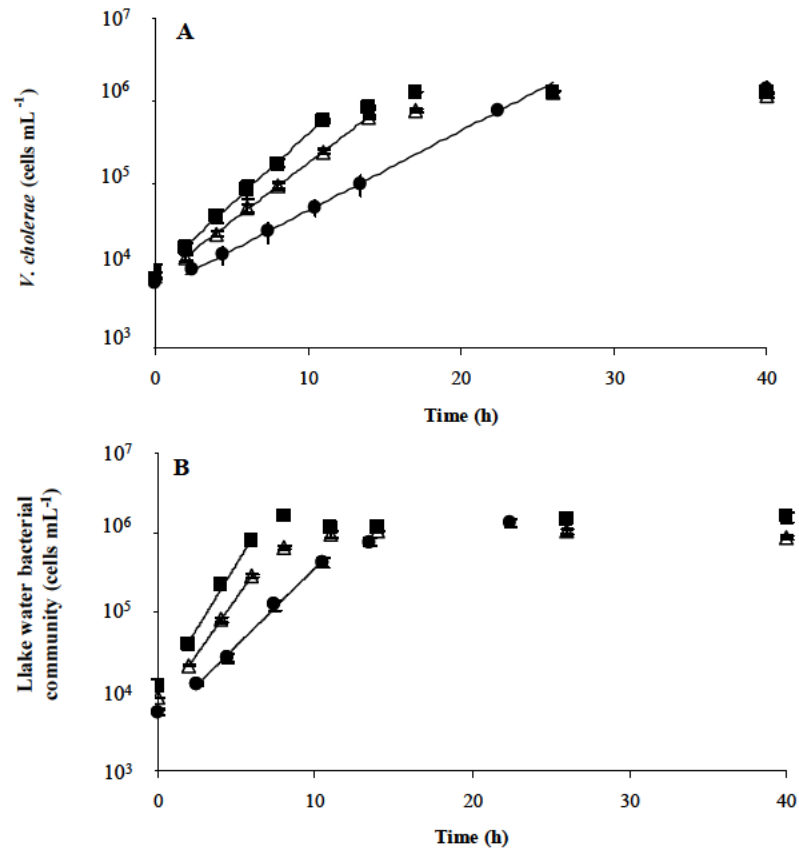 A
10⁷
10⁶
10⁵
10⁴
10³
V. cholerae (cells mL⁻¹)
0 10 20 30 40
Time (h)
B
10⁷
10⁶
10⁵
10⁴
10³
Llake water bacterial
community (cells mL⁻¹)
0 10 20 30 40
Time (h)